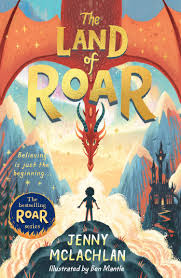 The
LAND
of
ROAR
Believing
is just the
beginning...
The
bestselling
ROAR
series
JENNY
MCLACHLAN
Illustrated by Ben Mantle